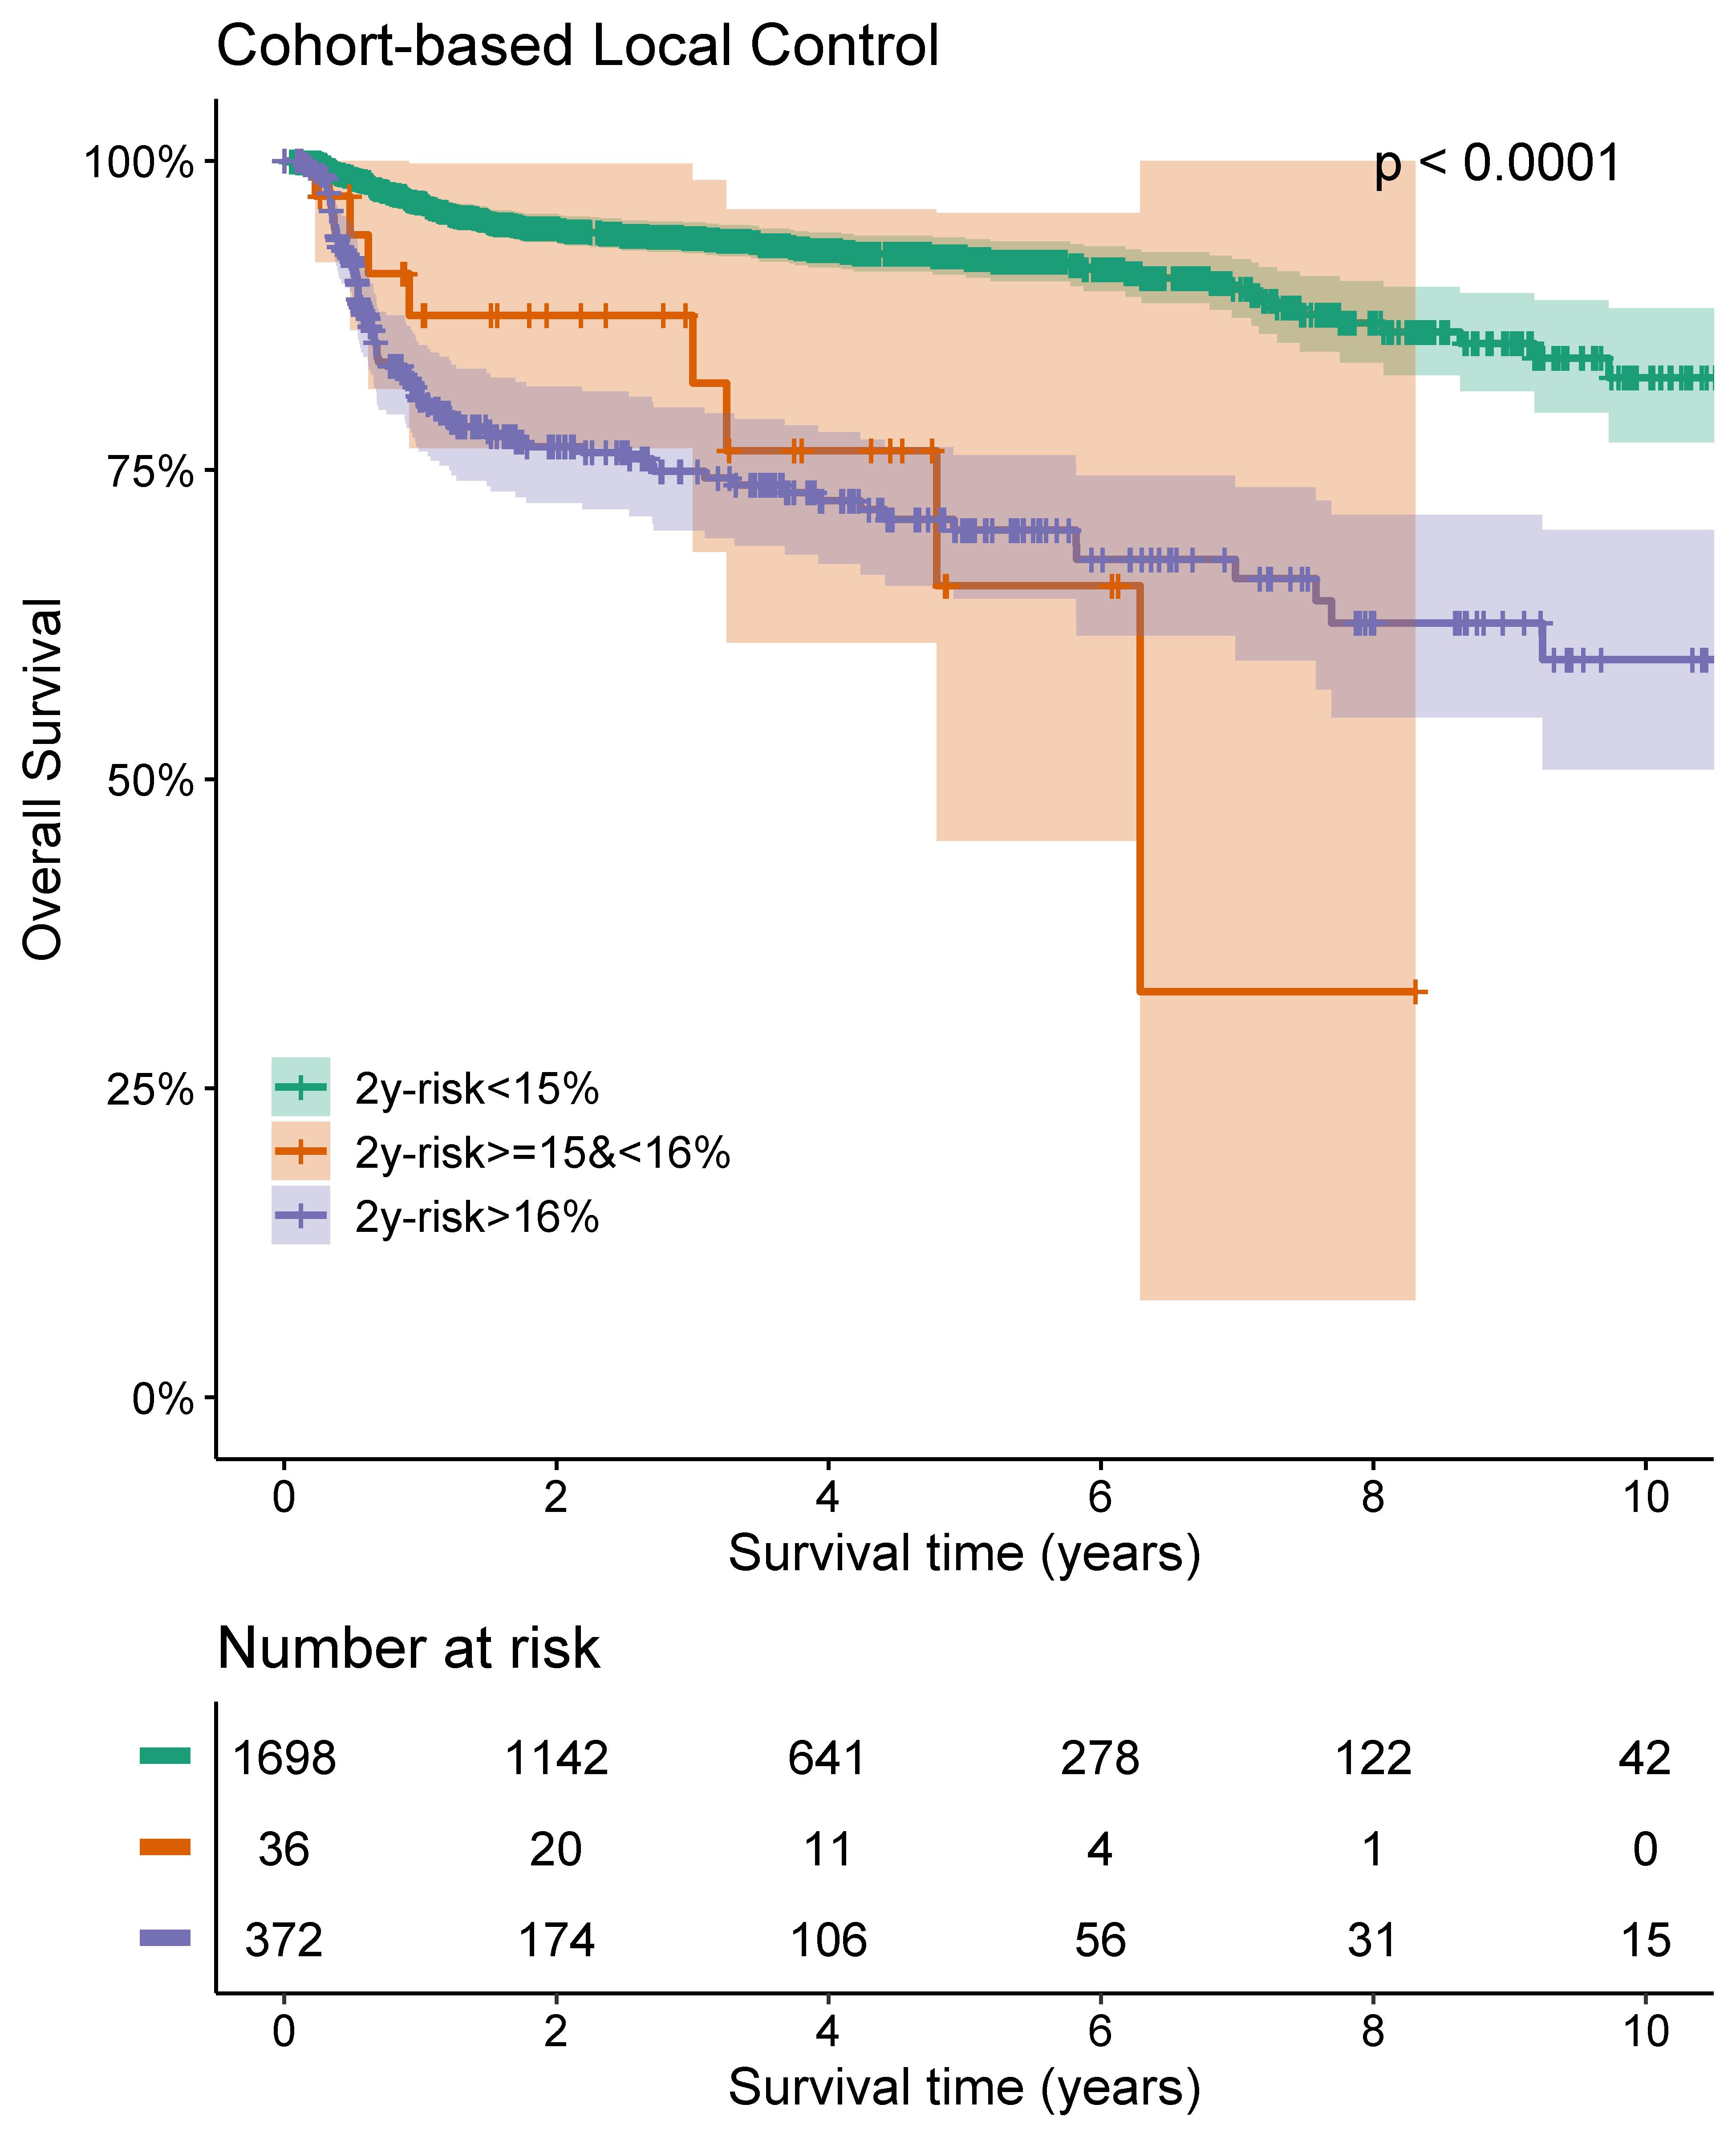 Cohort-based Local Control
p < 0.0001
Overall Survival
100%
75%
50%
25%
0%
2y-risk<15%
2y-risk>=15&<16%
2y-risk>16%
0 2 4 6 8 10
Survival time (years)
Number at risk
1698 1142 641 278 122 42
36 20 11 4 1 0
372 174 106 56 31 15
0 2 4 6 8 10
Survival time (years)